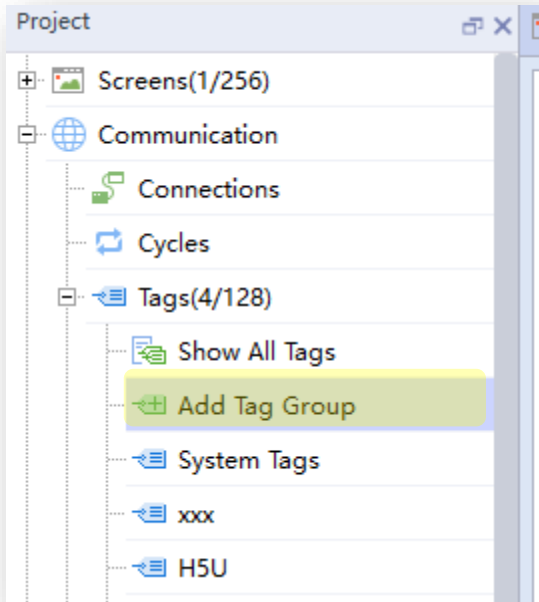 Project
Screens(1/256)
Communication
Connections
Cycles
Tags(4/128)
Show All Tags
Add Tag Group
System Tags
xxx
H5U